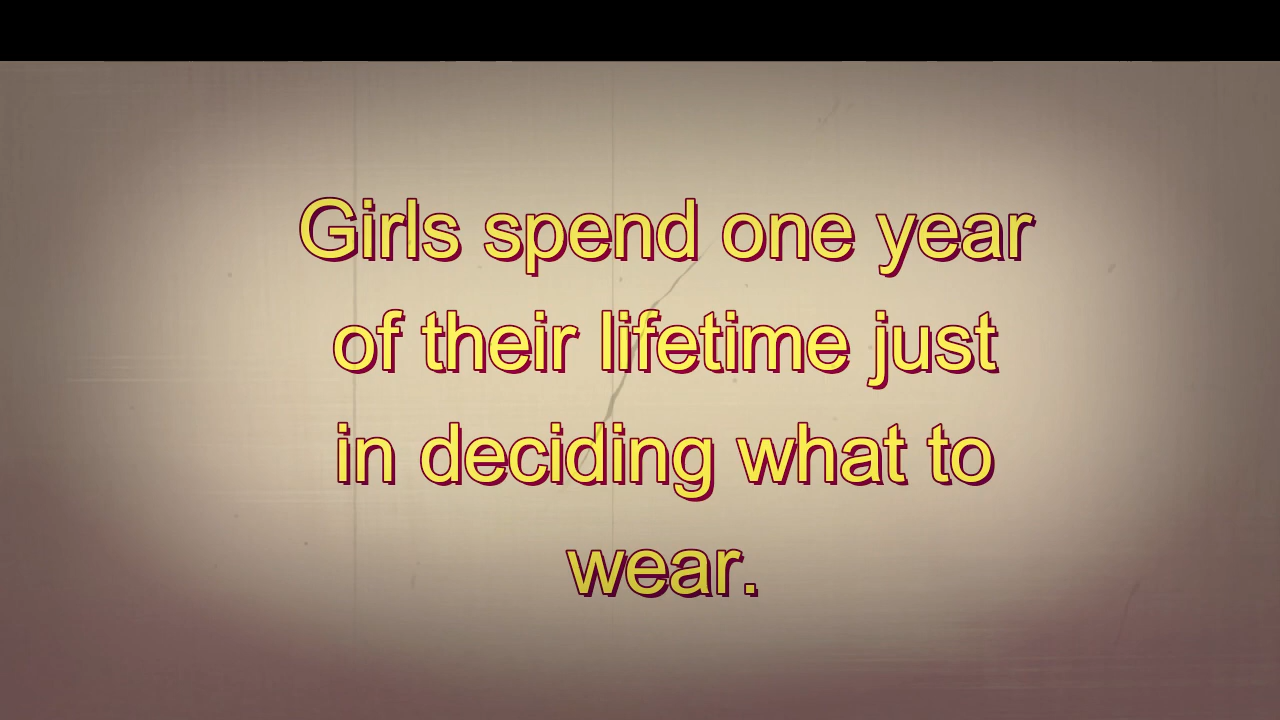 Girls spend one year
of their lifetime just
in deciding what to
wear.